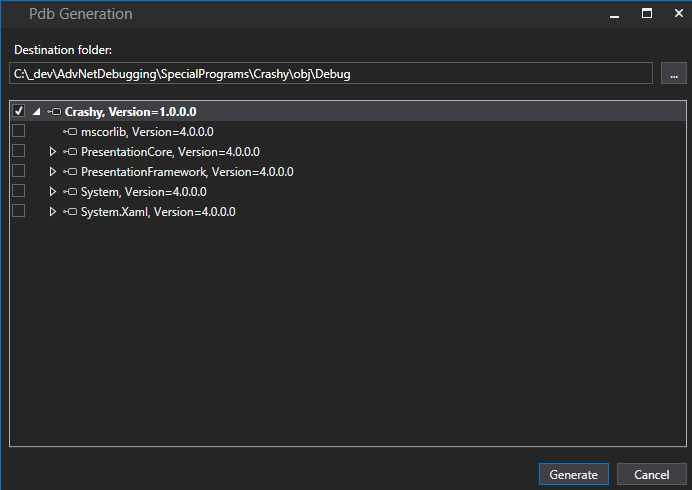 Pdb Generation
Destination folder:
C:\_dev\AdvNetDebugging\SpecialPrograms\Crashy\obj\Debug
...
Crashy, Version=1.0.0.0
mscorlib, Version=4.0.0.0
PresentationCore, Version=4.0.0.0
PresentationFramework, Version=4.0.0.0
System, Version=4.0.0.0
System.Xaml, Version=4.0.0.0
Generate Cancel